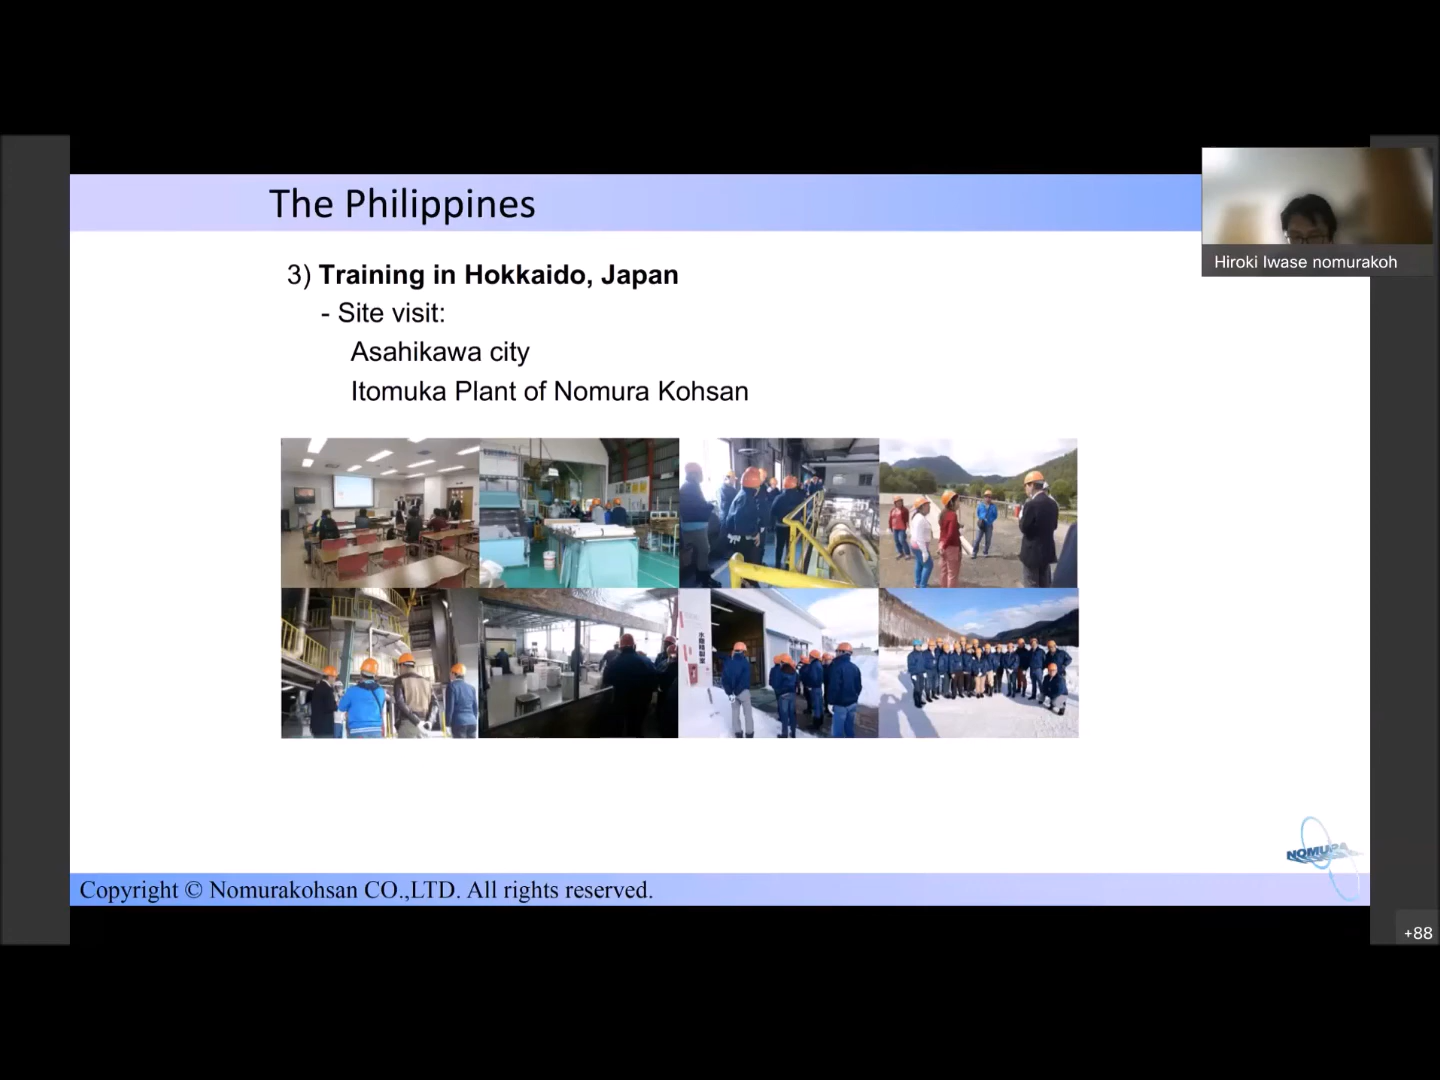 The Philippines
3) Training in Hokkaido, Japan
- Site visit:
Asahikawa city
Itomuka Plant of Nomura Kohsan
Hiroki Iwase nomurakoh
NOMURA
Copyright © Nomurakohsan CO.,LTD. All rights reserved.
+88